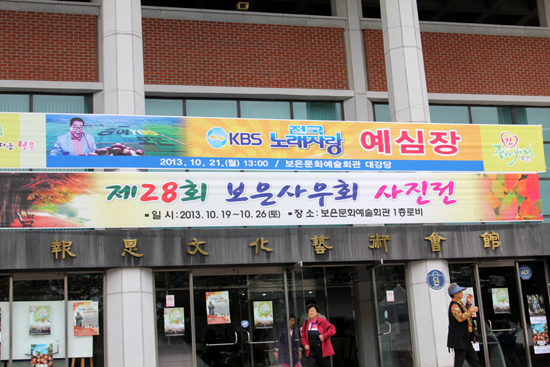 KBS 전국노래자랑 예심장
2013. 10. 21.(월) 13:00 / 보은문화예술회관 대강당
제28회 보은사우회 사진전
■ 일시 : 2013. 10.19~10.26(토) ■ 장소 : 보은문화예술회관 1층로비
報恩文化藝術會館